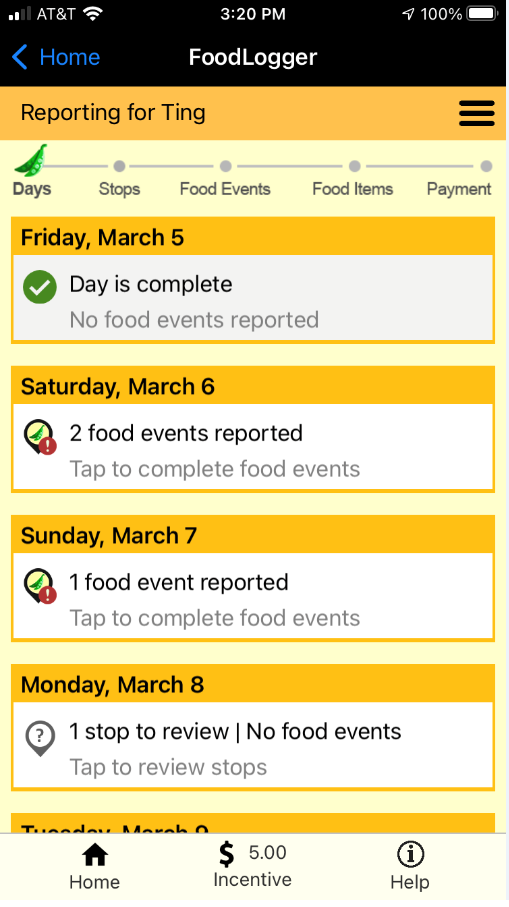 AT&T 3:20 PM 100%
Home FoodLogger
Reporting for Ting
Days Stops Food Events Food Items Payment
Friday, March 5
Day is complete
No food events reported
Saturday, March 6
2 food events reported
Tap to complete food events
Sunday, March 7
1 food event reported
Tap to complete food events
Monday, March 8
? 1 stop to review | No food events
Tap to review stops
Tuesday, March 9
$ 5.00
Home Incentive Help